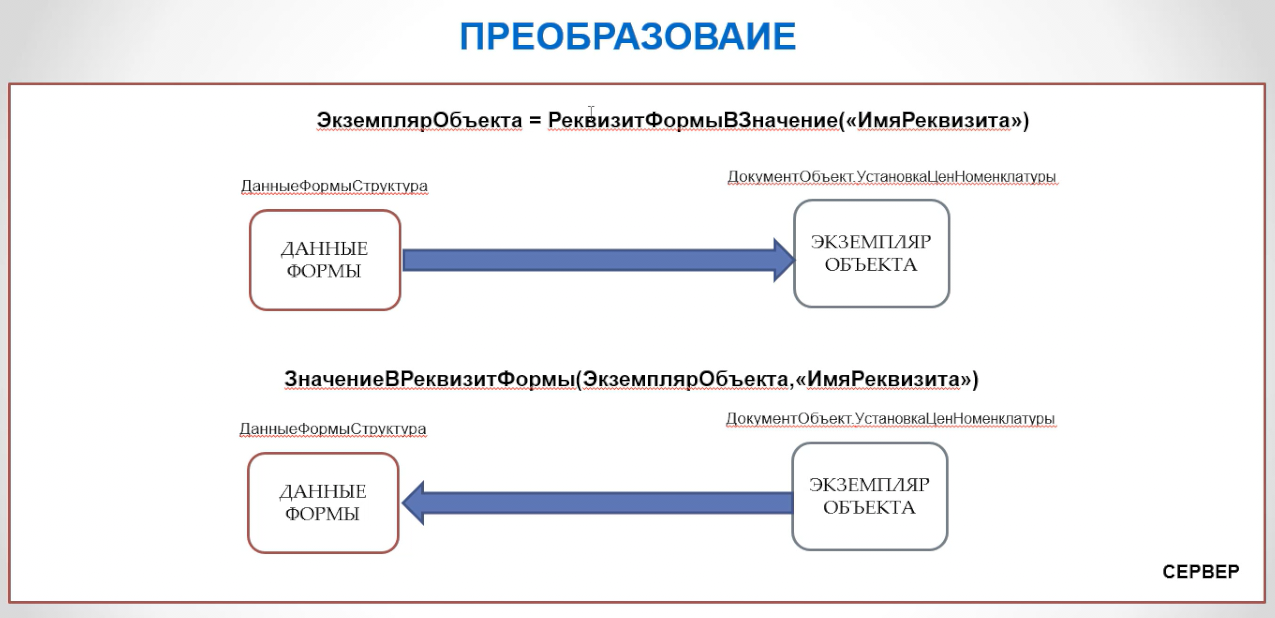 ПРЕОБРАЗОВАИЕ
ЭкземплярОбъекта = РеквизитФормыВЗначение(«ИмяРеквизита»)
ДанныеФормыСтруктура
ДокументОбъект.УстановкаЦенНоменклатуры
ДАННЫЕ
ФОРМЫ
ЭКЗЕМПЛЯР
ОБЪЕКТА
ЗначениеВРеквизитФормы(ЭкземплярОбъекта,«ИмяРеквизита»)
ДанныеФормыСтруктура
ДокументОбъект.УстановкаЦенНоменклатуры
ДАННЫЕ
ФОРМЫ
ЭКЗЕМПЛЯР
ОБЪЕКТА
СЕРВЕР